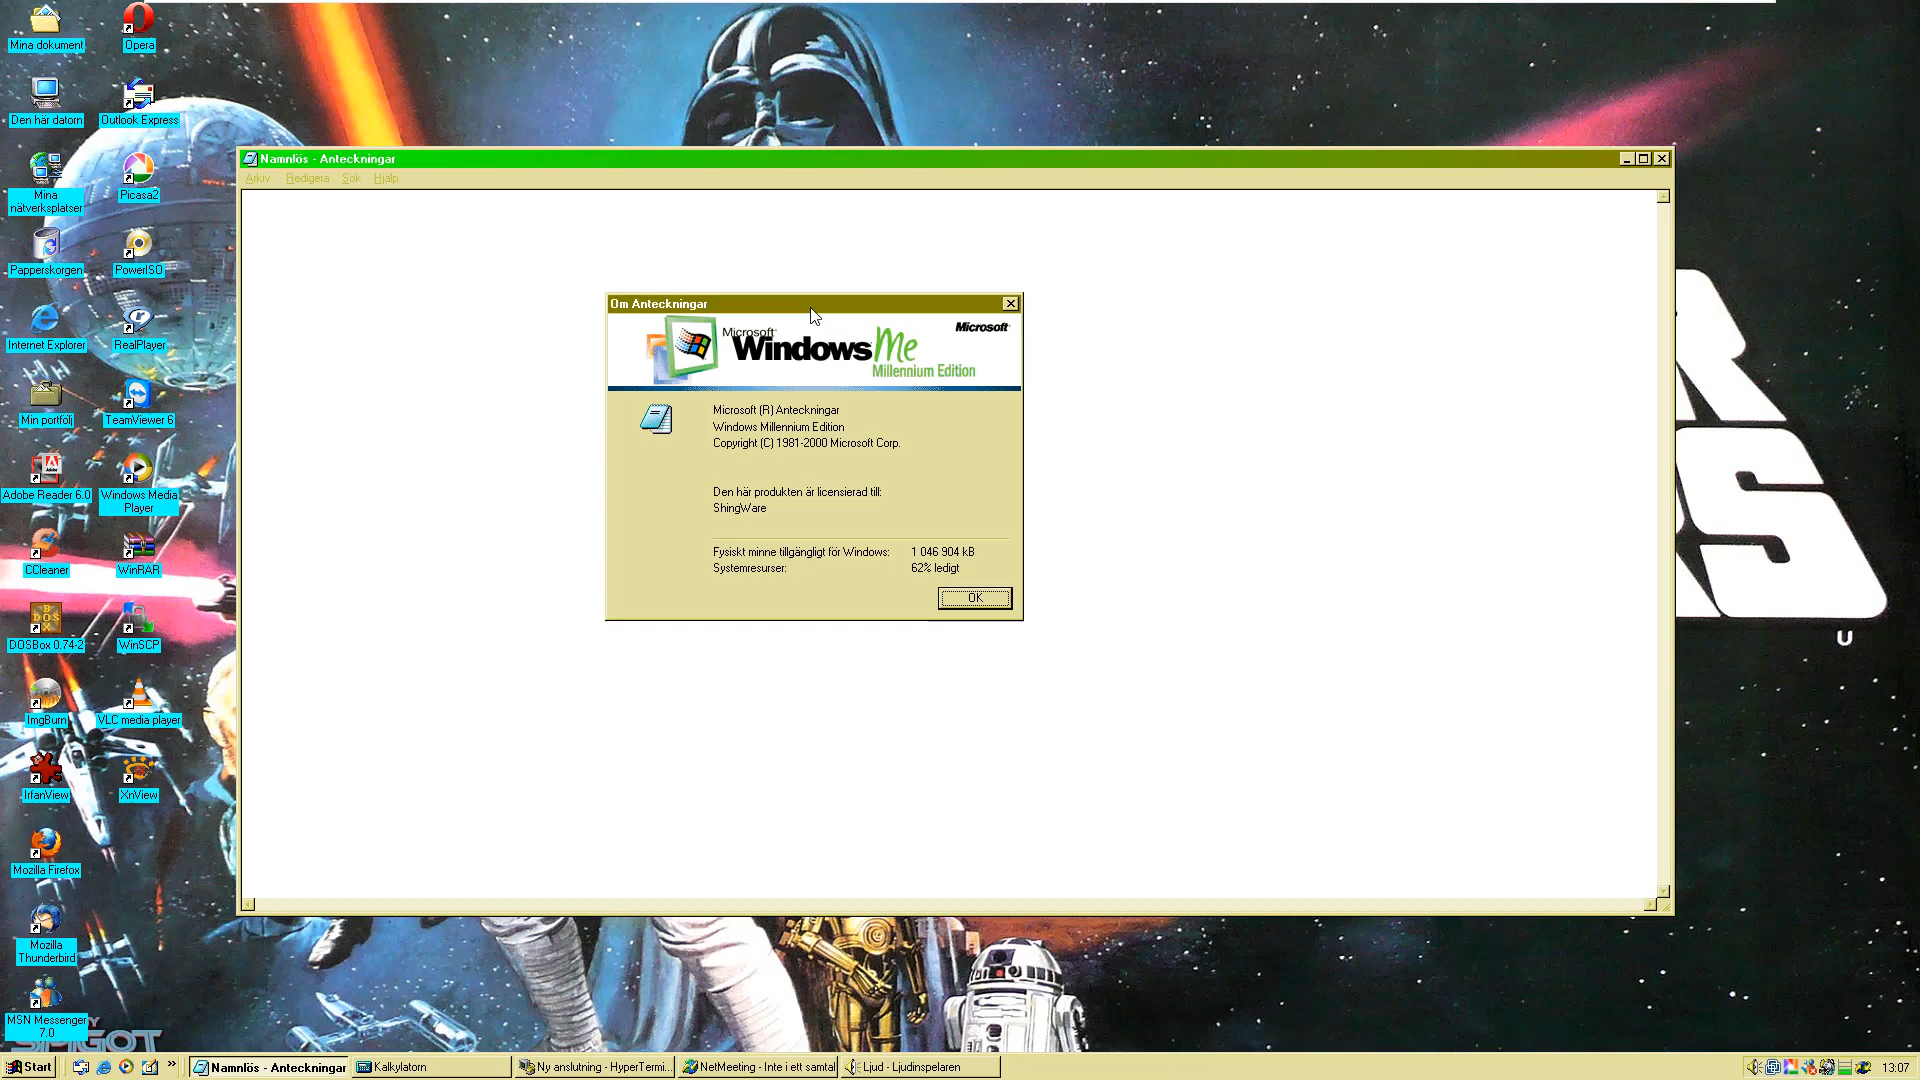 Mina dokument
Opera
Den här datorn
Outlook Express
Mina nätverksplatser
Picasa2
Papperskorgen
PowerISO
Internet Explorer
RealPlayer
Min portfölj
TeamViewer 6
Adobe Reader 6.0
Windows Media Player
CCleaner
WinRAR
DOSBox 0.74-2
WinSCP
ImgBurn
VLC media player
IrfanView
XnView
Mozilla Firefox
Mozilla Thunderbird
MSN Messenger 7.0
Namnlös - Anteckningar
Arkiv Redigera Sök Hjälp
Om Anteckningar
Microsoft
Microsoft
Windows Me
Millennium Edition
Microsoft (R) Anteckningar
Windows Millennium Edition
Copyright (C) 1981-2000 Microsoft Corp.
Den här produkten är licensierad till:
ShingWare
Fysiskt minne tillgängligt för Windows: 1 046 904 kB
Systemresurser: 62% ledigt
OK
U
Start
Namnlös - Anteckningar
Kalkylatorn
Ny anslutning - HyperTermi...
NetMeeting - Inte i ett samtal
Ljud - Ljudinspelaren
13:07